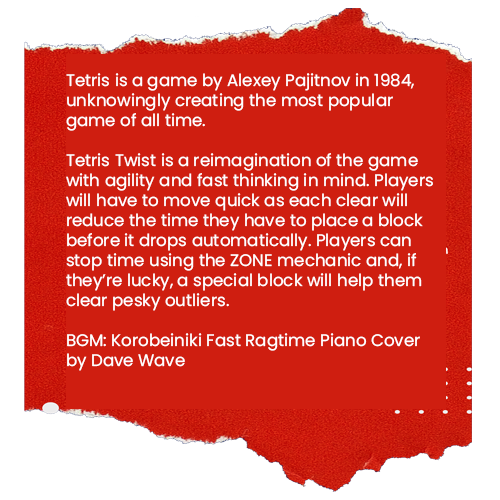 Tetris is a game by Alexey Pajitnov in 1984,
unknowingly creating the most popular
game of all time.
Tetris Twist is a reimagination of the game
with agility and fast thinking in mind. Players
will have to move quick as each clear will
reduce the time they have to place a block
before it drops automatically. Players can
stop time using the ZONE mechanic and, if
they're lucky, a special block will help them
clear pesky outliers.
BGM: Korobeiniki Fast Ragtime Piano Cover
by Dave Wave